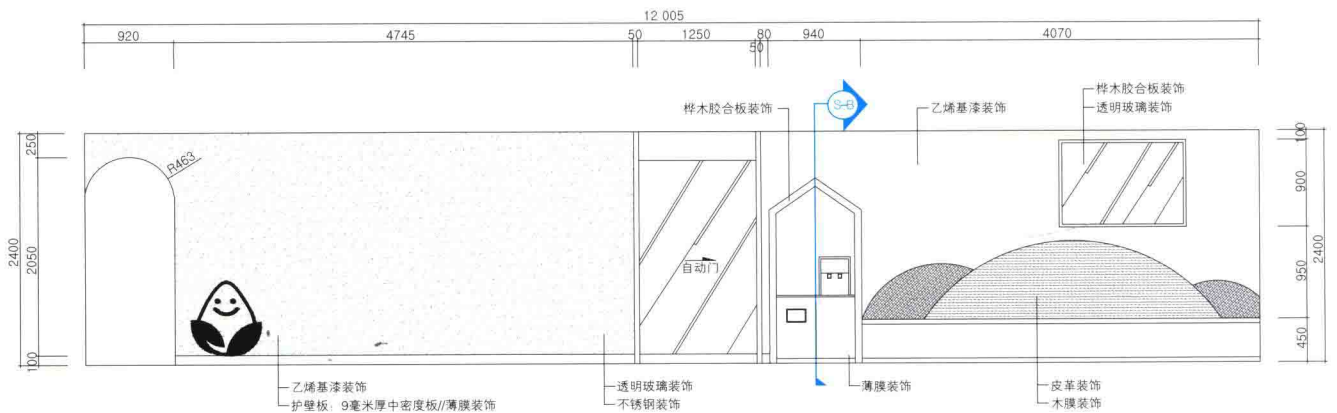 12 005
920 4745 50 1250 50 80 940 4070
桦木胶合板装饰
透明玻璃装饰
桦木胶合板装饰
S-B
乙烯基漆装饰
250
2050
100
2400
R463
自动门
100
900
950
450
2400
乙烯基漆装饰
护壁板：9毫米厚中密度板//薄膜装饰
透明玻璃装饰
不锈钢装饰
薄膜装饰
皮革装饰
木膜装饰